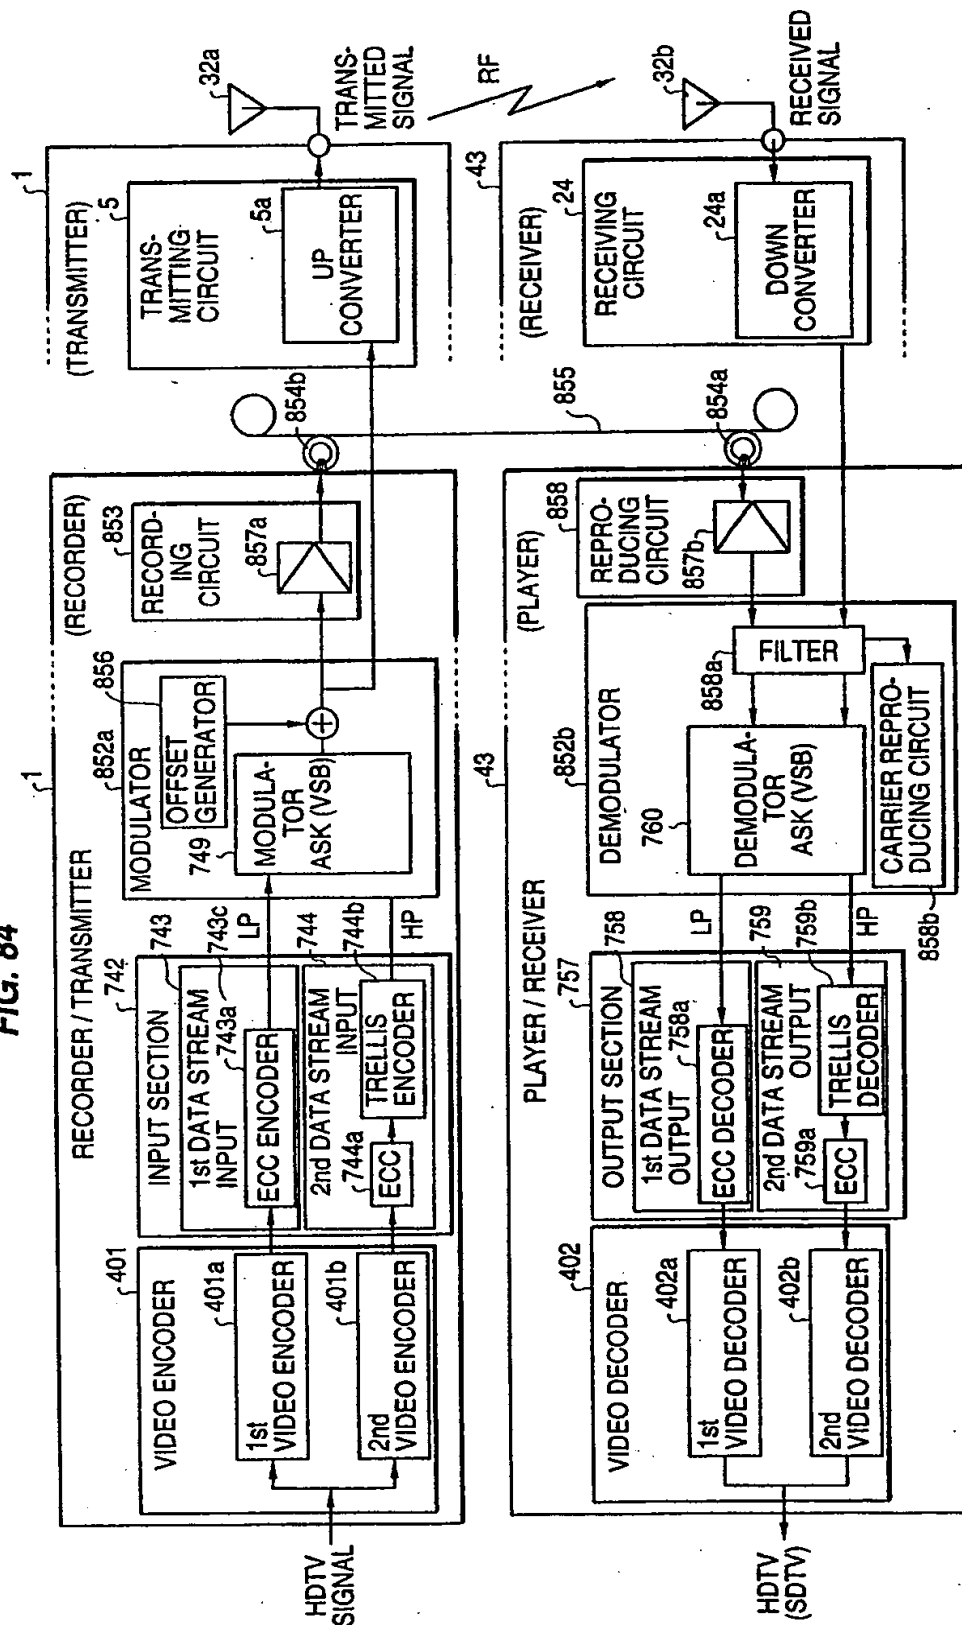 FIG. 84
RECORDER / TRANSMITTER
1
(RECORDER)
(TRANSMITTER)
1
HDTV
SIGNAL
401
VIDEO ENCODER
401a
1st
VIDEO ENCODER
401b
2nd
VIDEO ENCODER
742
INPUT SECTION
743
1st DATA STREAM
INPUT
743c
743a
ECC ENCODER
LP
744
2nd DATA STREAM
INPUT
744a
ECC
744b
TRELLIS
ENCODER
HP
852a
MODULATOR
856
OFFSET
GENERATOR
749
MODULA-
TOR
ASK (VSB)
+
853
RECORD-
ING
CIRCUIT
857a
854b
855
5
TRANS-
MITTING
CIRCUIT
5a
UP
CONVERTER
32a
TRANS-
MITTED
SIGNAL
RF
PLAYER / RECEIVER
43
(PLAYER)
(RECEIVER)
43
HDTV
(SDTV)
402
VIDEO DECODER
402a
1st
VIDEO DECODER
402b
2nd
VIDEO DECODER
757
OUTPUT SECTION
758
1st DATA STREAM
OUTPUT
758a
ECC DECODER
LP
759
2nd DATA STREAM
OUTPUT
759a
ECC
759b
TRELLIS
DECODER
HP
852b
DEMODULATOR
760
DEMODULA-
TOR
ASK (VSB)
858a
FILTER
CARRIER REPRO-
DUCING CIRCUIT
858b
858
REPRO-
DUCING
CIRCUIT
857b
854a
24
RECEIVING
CIRCUIT
24a
DOWN
CONVERTER
32b
RECEIVED
SIGNAL